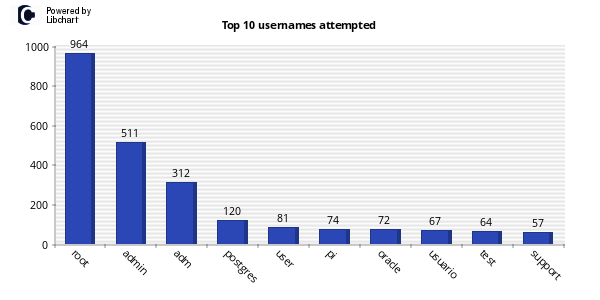 Powered by
Libchart
Top 10 usernames attempted
1000
800
600
400
200
0
964
511
312
120
81
74
72
67
64
57
root
admin
adm
postgres
user
pi
oracle
usuario
test
support